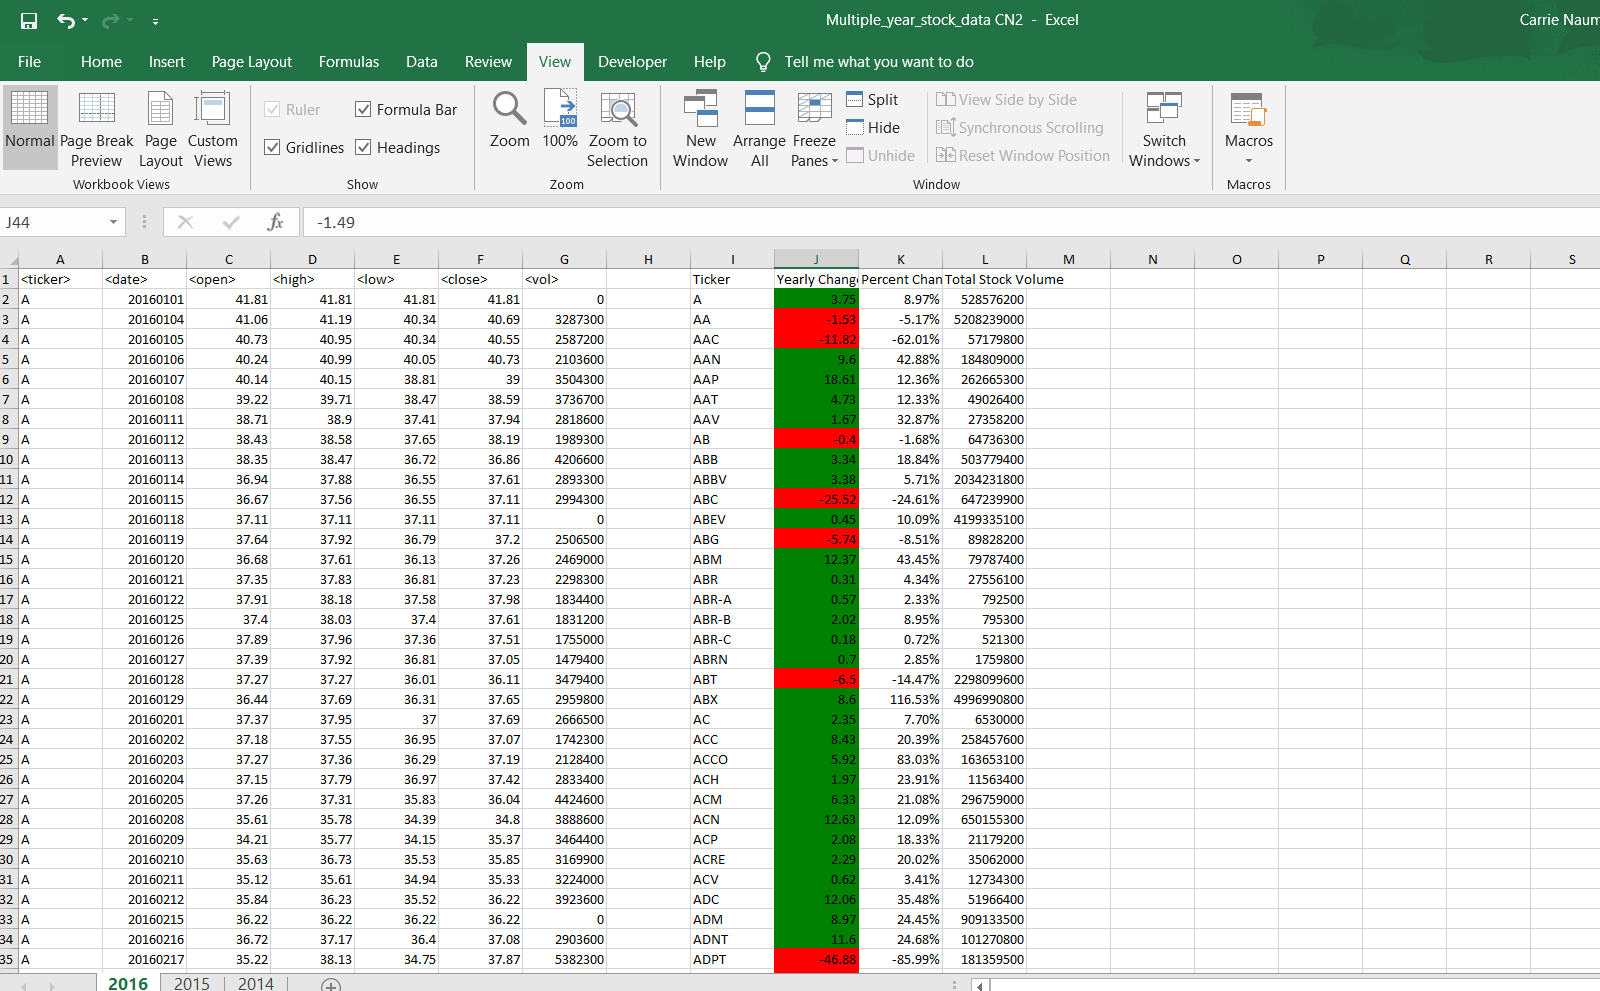 Multiple_year_stock_data CN2 - Excel Carrie Naum
File Home Insert Page Layout Formulas Data Review View Developer Help Tell me what you want to do
Normal Page Break Preview Page Layout Custom Views
Workbook Views
Ruler Formula Bar
Gridlines Headings
Show
Zoom 100 100% Zoom to Selection
Zoom
New Window Arrange All Freeze Panes
Split
Hide
Unhide
View Side by Side
Synchronous Scrolling
Reset Window Position
Switch Windows
Window
Macros
Macros
J44 fx -1.49
A B C D E F G H I J K L M N O P Q R S
1 <ticker> <date> <open> <high> <low> <close> <vol> Ticker Yearly Chang Percent Chan Total Stock Volume
2 A 20160101 41.81 41.81 41.81 41.81 0 A 3.75 8.97% 528576200
3 A 20160104 41.06 41.19 40.34 40.69 3287300 AA -1.53 -5.17% 5208239000
4 A 20160105 40.73 40.95 40.34 40.55 2587200 AAC -11.82 -62.01% 57179800
5 A 20160106 40.24 40.99 40.05 40.73 2103600 AAN 9.6 42.88% 184809000
6 A 20160107 40.14 40.15 38.81 39 3504300 AAP 18.61 12.36% 262665300
7 A 20160108 39.22 39.71 38.47 38.59 3736700 AAT 4.73 12.33% 49026400
8 A 20160111 38.71 38.9 37.41 37.94 2818600 AAV 1.67 32.87% 27358200
9 A 20160112 38.43 38.58 37.65 38.19 1989300 AB -0.4 -1.68% 64736300
10 A 20160113 38.35 38.47 36.72 36.86 4206600 ABB 3.34 18.84% 503779400
11 A 20160114 36.94 37.88 36.55 37.61 2893300 ABBV 3.38 5.71% 2034231800
12 A 20160115 36.67 37.56 36.55 37.11 2994300 ABC -25.52 -24.61% 647239900
13 A 20160118 37.11 37.11 37.11 37.11 0 ABEV 0.45 10.09% 4199335100
14 A 20160119 37.64 37.92 36.79 37.2 2506500 ABG -5.74 -8.51% 89828200
15 A 20160120 36.68 37.61 36.13 37.26 2469000 ABM 12.37 43.45% 79787400
16 A 20160121 37.35 37.83 36.81 37.23 2298300 ABR 0.31 4.34% 27556100
17 A 20160122 37.91 38.18 37.58 37.98 1834400 ABR-A 0.57 2.33% 792500
18 A 20160125 37.4 38.03 37.4 37.61 1831200 ABR-B 2.02 8.95% 795300
19 A 20160126 37.89 37.96 37.36 37.51 1755000 ABR-C 0.18 0.72% 521300
20 A 20160127 37.39 37.92 36.81 37.05 1479400 ABRN 0.7 2.85% 1759800
21 A 20160128 37.27 37.27 36.01 36.11 3479400 ABT -6.5 -14.47% 2298099600
22 A 20160129 36.44 37.69 36.31 37.65 2959800 ABX 8.6 116.53% 4996990800
23 A 20160201 37.37 37.95 37 37.69 2666500 AC 2.35 7.70% 6530000
24 A 20160202 37.18 37.55 36.95 37.07 1742300 ACC 8.43 20.39% 258457600
25 A 20160203 37.27 37.36 36.29 37.19 2128400 ACCO 5.92 83.03% 163653100
26 A 20160204 37.15 37.79 36.97 37.42 2833400 ACH 1.97 23.91% 11563400
27 A 20160205 37.26 37.31 35.83 36.04 4424600 ACM 6.33 21.08% 296759000
28 A 20160208 35.61 35.78 34.39 34.8 3888600 ACN 12.63 12.09% 650155300
29 A 20160209 34.21 35.77 34.15 35.37 3464400 ACP 2.08 18.33% 21179200
30 A 20160210 35.63 36.73 35.53 35.85 3169900 ACRE 2.29 20.02% 35062000
31 A 20160211 35.12 35.61 34.94 35.33 3224000 ACV 0.62 3.41% 12734300
32 A 20160212 35.84 36.23 35.52 36.22 3923600 ADC 12.06 35.48% 51966400
33 A 20160215 36.22 36.22 36.22 36.22 0 ADM 8.97 24.45% 909133500
34 A 20160216 36.72 37.17 36.4 37.08 2903600 ADNT 11.6 24.68% 101270800
35 A 20160217 35.22 38.13 34.75 37.87 5382300 ADPT -46.88 -85.99% 181359500
2016 2015 2014